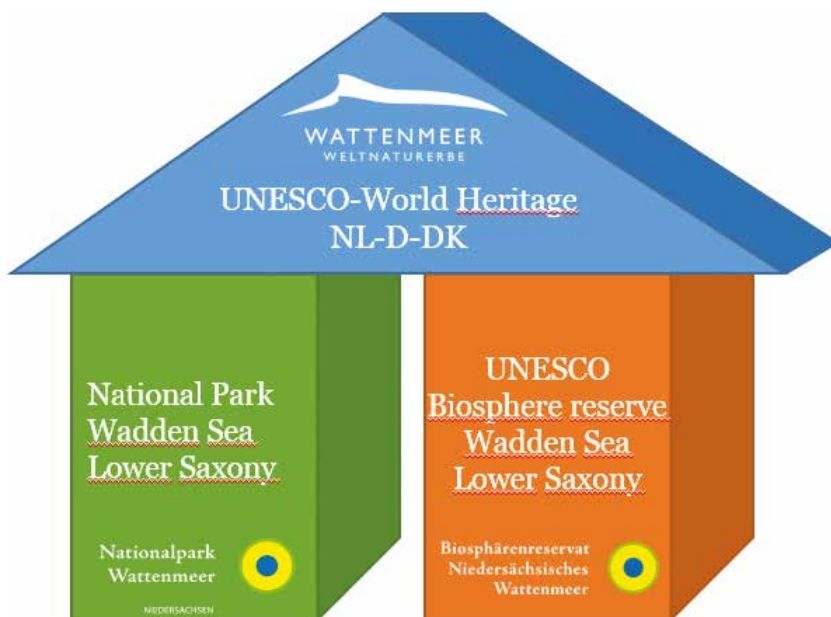 WATTENMEER
WELTNATURERBE
UNESCO-World Heritage
NL-D-DK
National Park
Wadden Sea
Lower Saxony
Nationalpark
Wattenmeer
NIEDERSACHSEN
UNESCO
Biosphere reserve
Wadden Sea
Lower Saxony
Biosphärenreservat
Niedersächsisches
Wattenmeer